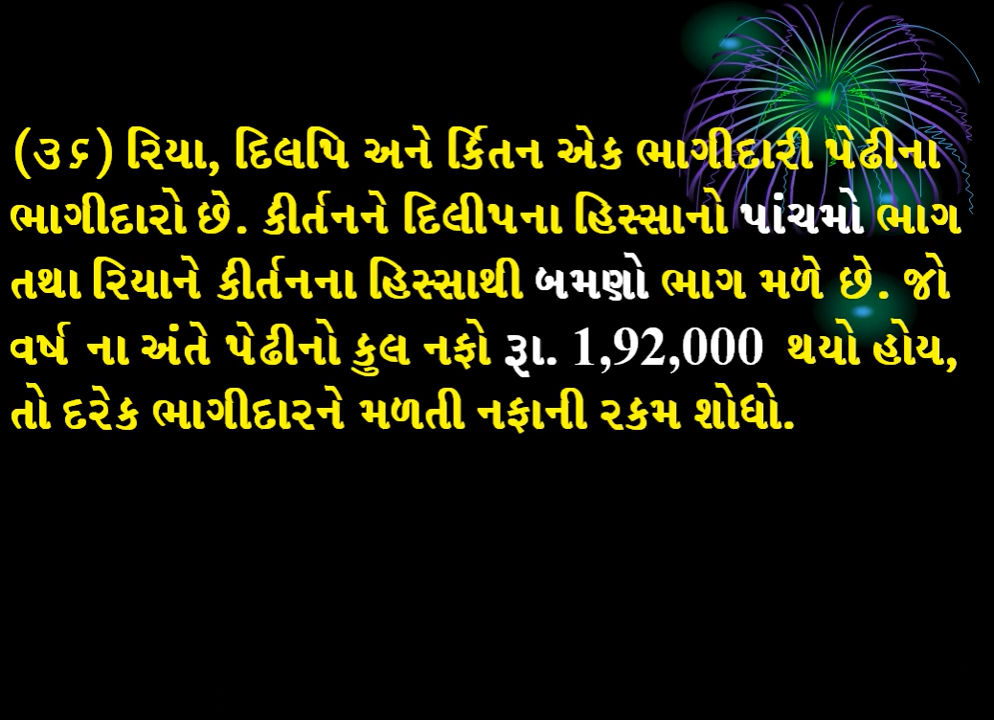 (૩૬) રિયા, દિલપિ અને ર્કિતન એક ભાગીદારી પેઢીના
ભાગીદારો છે. કીર્તનને દિલીપના હિસ્સાનો પાંચમો ભાગ
તથા રિયાને કીર્તનના હિસ્સાથી બમણો ભાગ મળે છે. જો
વર્ષ ના અંતે પેઢીનો કુલ નફો રૂા. 1,92,000 થયો હોય,
તો દરેક ભાગીદારને મળતી નફાની રકમ શોધો.